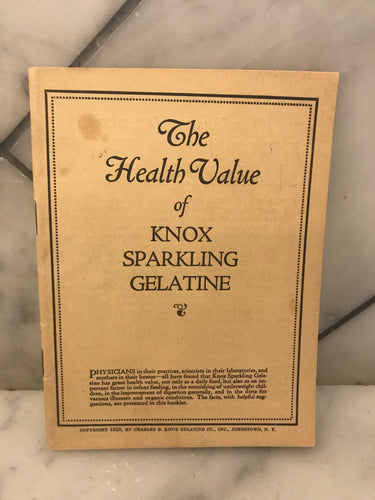 The
Health Value
of
KNOX
SPARKLING
GELATINE
PHYSICIANS in their practices, scientists in their laboratories, and
mothers in their homes—all have found that Knox Sparkling Gela-
tine has great health value, not only as a daily food, but also as an im-
portant factor in infant feeding, in the nourishing of underweight chil-
dren, in the improvement of digestion generally, and in the diets for
various illnesses and organic conditions. The facts, with helpful sug-
gestions, are presented in this booklet.
COPYRIGHT 1929, BY CHARLES B. KNOX GELATINE CO., INC., JOHNSTOWN, N. Y.